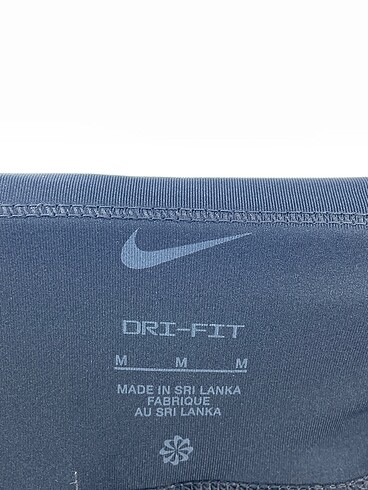 DRI-FIT
M M M
MADE IN SRI LANKA
FABRIQUE
AU SRI LANKA